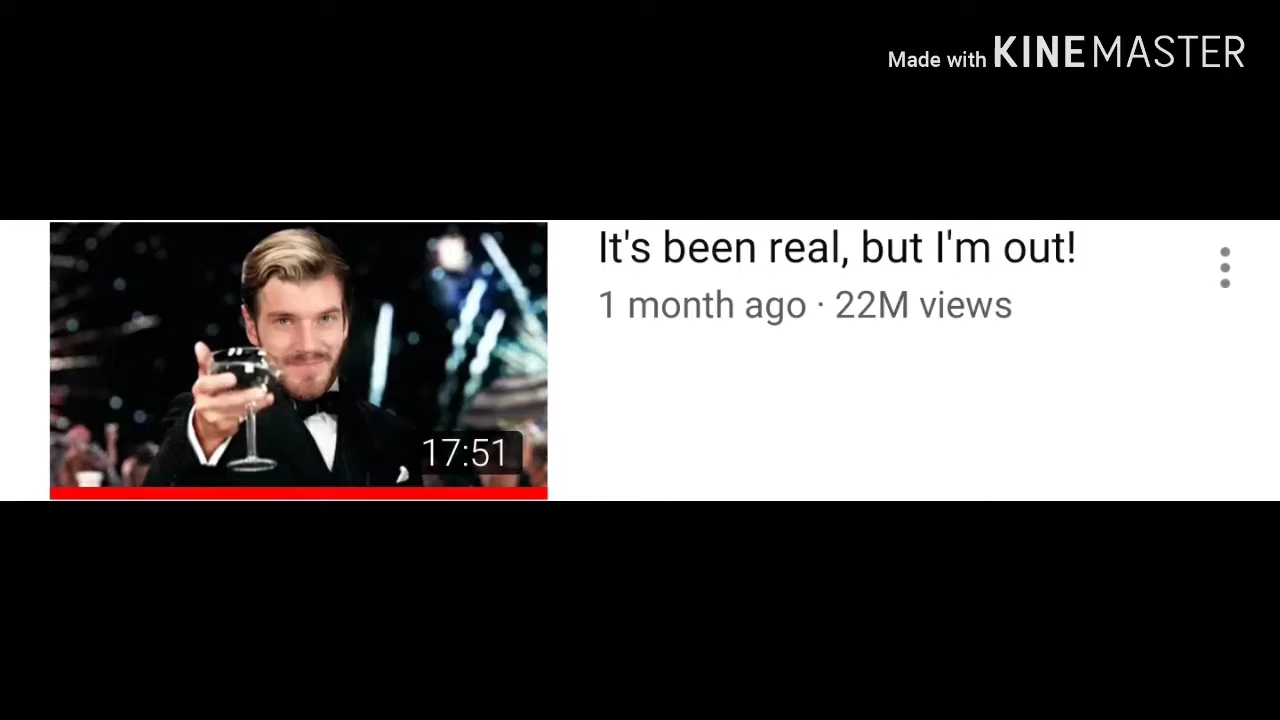 Made with KINEMASTER
It's been real, but I'm out!
1 month ago · 22M views
17:51